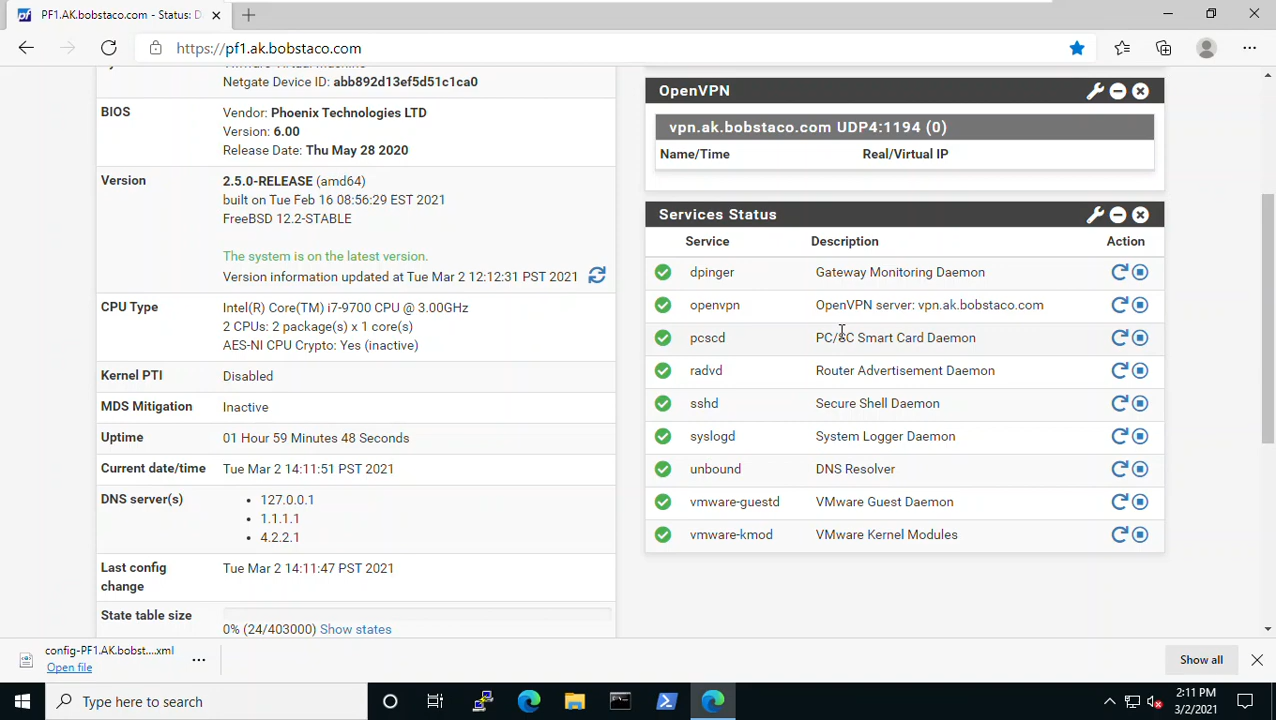 PF1.AK.bobstaco.com - Status: D
https://pf1.ak.bobstaco.com
Netgate Device ID: abb892d13ef5d51c1ca0
BIOS
Vendor: Phoenix Technologies LTD
Version: 6.00
Release Date: Thu May 28 2020
Version
2.5.0-RELEASE (amd64)
built on Tue Feb 16 08:56:29 EST 2021
FreeBSD 12.2-STABLE
The system is on the latest version.
Version information updated at Tue Mar 2 12:12:31 PST 2021
CPU Type
Intel(R) Core(TM) i7-9700 CPU @ 3.00GHz
2 CPUs: 2 package(s) x 1 core(s)
AES-NI CPU Crypto: Yes (inactive)
Kernel PTI
Disabled
MDS Mitigation
Inactive
Uptime
01 Hour 59 Minutes 48 Seconds
Current date/time
Tue Mar 2 14:11:51 PST 2021
DNS server(s)
• 127.0.0.1
• 1.1.1.1
• 4.2.2.1
Last config
change
Tue Mar 2 14:11:47 PST 2021
State table size
0% (24/403000) Show states
OpenVPN
vpn.ak.bobstaco.com UDP4:1194 (0)
Name/Time Real/Virtual IP
Services Status
Service Description Action
dpinger Gateway Monitoring Daemon
openvpn OpenVPN server: vpn.ak.bobstaco.com
pcscd PC/SC Smart Card Daemon
radvd Router Advertisement Daemon
sshd Secure Shell Daemon
syslogd System Logger Daemon
unbound DNS Resolver
vmware-guestd VMware Guest Daemon
vmware-kmod VMware Kernel Modules
config-PF1.AK.bobst....xml
Open file
Show all
Type here to search
2:11 PM
3/2/2021